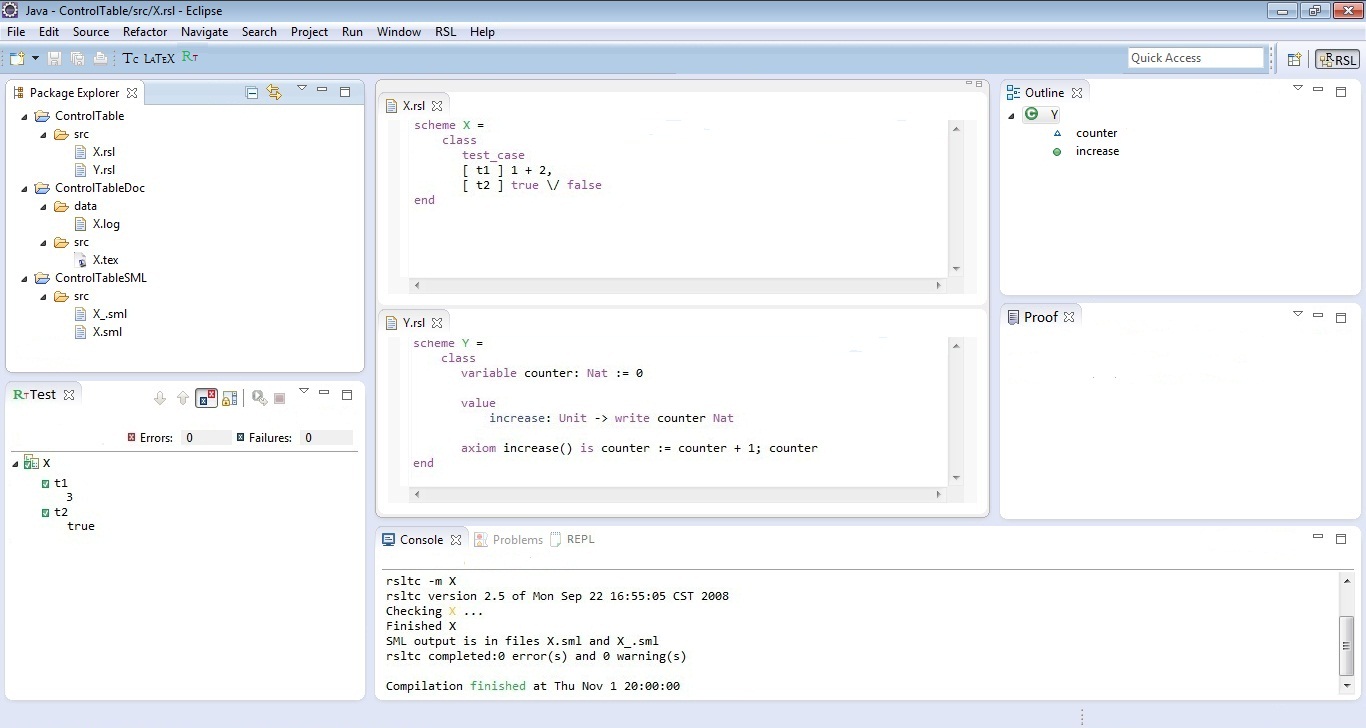 Java - ControlTable/src/X.rsl - Eclipse
File Edit Source Refactor Navigate Search Project Run Window RSL Help
Tc LATEX RT
Quick Access
RSL
Package Explorer
ControlTable
src
X.rsl
Y.rsl
ControlTableDoc
data
X.log
src
X.tex
ControlTableSML
src
X_.sml
X.sml
RT Test
Errors: 0 Failures: 0
X
t1
3
t2
true
X.rsl
scheme X =
class
test_case
[ t1 ] 1 + 2,
[ t2 ] true \/ false
end
Y.rsl
scheme Y =
class
variable counter: Nat := 0
value
increase: Unit -> write counter Nat
axiom increase() is counter := counter + 1; counter
end
Console Problems REPL
rsltc -m X
rsltc version 2.5 of Mon Sep 22 16:55:05 CST 2008
Checking X ...
Finished X
SML output is in files X.sml and X_.sml
rsltc completed:0 error(s) and 0 warning(s)
Compilation finished at Thu Nov 1 20:00:00
Outline
Y
counter
increase
Proof